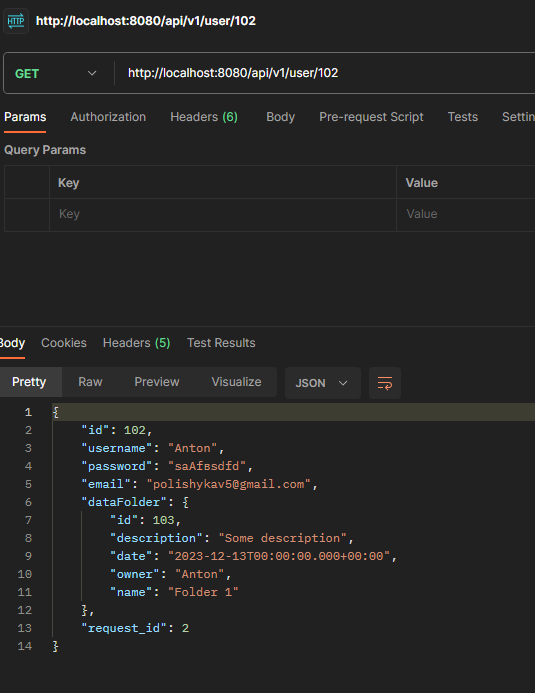 HTTP http://localhost:8080/api/v1/user/102
GET http://localhost:8080/api/v1/user/102
Params Authorization Headers (6) Body Pre-request Script Tests Settin
Query Params
Key Value
Key Value
Body Cookies Headers (5) Test Results
Pretty Raw Preview Visualize JSON
1 {
2 "id": 102,
3 "username": "Anton",
4 "password": "saAfвsdfd",
5 "email": "polishykav5@gmail.com",
6 "dataFolder": {
7 "id": 103,
8 "description": "Some description",
9 "date": "2023-12-13T00:00:00.000+00:00",
10 "owner": "Anton",
11 "name": "Folder 1"
12 },
13 "request_id": 2
14 }